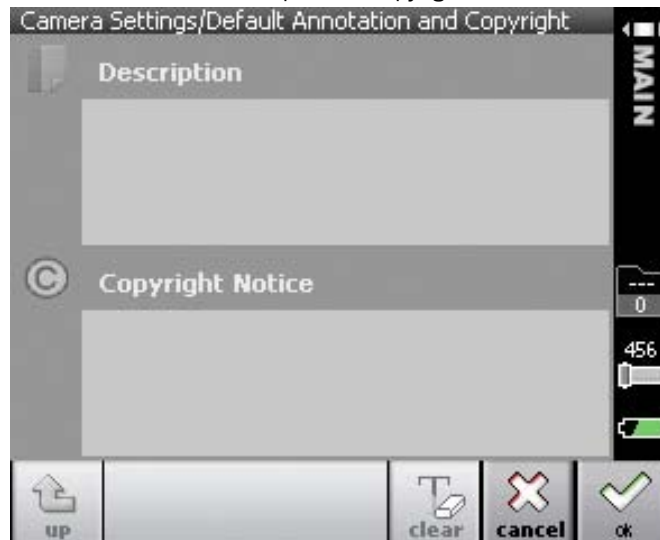 Camera Settings/Default Annotation and Copyright
MAIN
Description
©
Copyright Notice
---
0
456
up
clear
cancel
ok